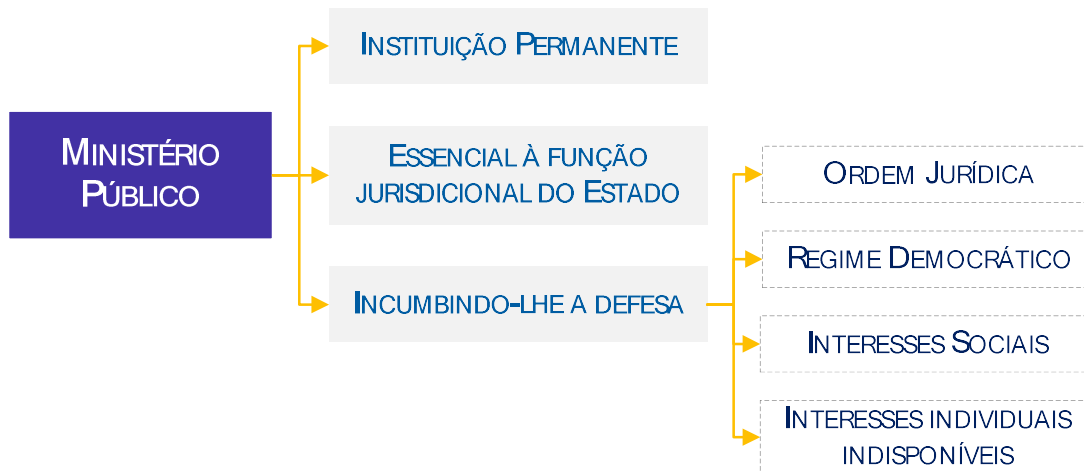 MINISTÉRIO
PÚBLICO
INSTITUIÇÃO PERMANENTE
ESSENCIAL À FUNÇÃO
JURISDICIONAL DO ESTADO
INCUMBINDO-LHE A DEFESA
ORDEM JURÍDICA
REGIME DEMOCRÁTICO
INTERESSES SOCIAIS
INTERESSES INDIVIDUAIS
INDISPONÍVEIS